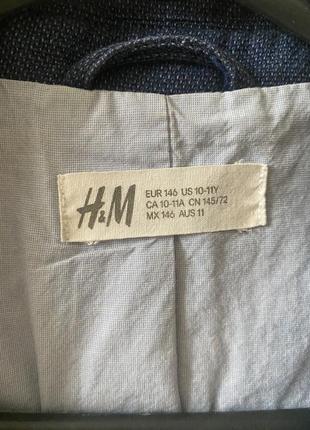 H&M
EUR 146 US 10-11Y
CA 10-11A CN 145/72
MX 146 AUS 11